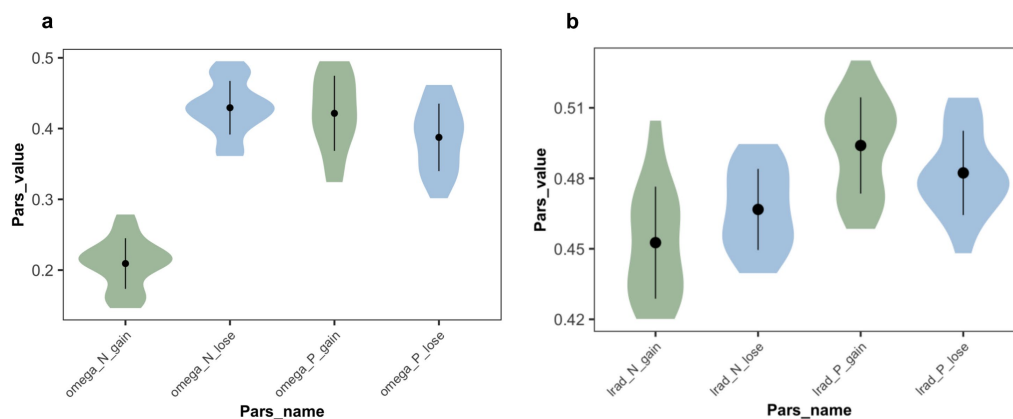 a
0.5
0.4
0.3
0.2
Pars_value
omega_N_gain
omega_N_lose
omega_P_gain
omega_P_lose
Pars_name
b
0.51
0.48
0.45
0.42
Pars_value
lrad_N_gain
lrad_N_lose
lrad_P_gain
lrad_P_lose
Pars_name